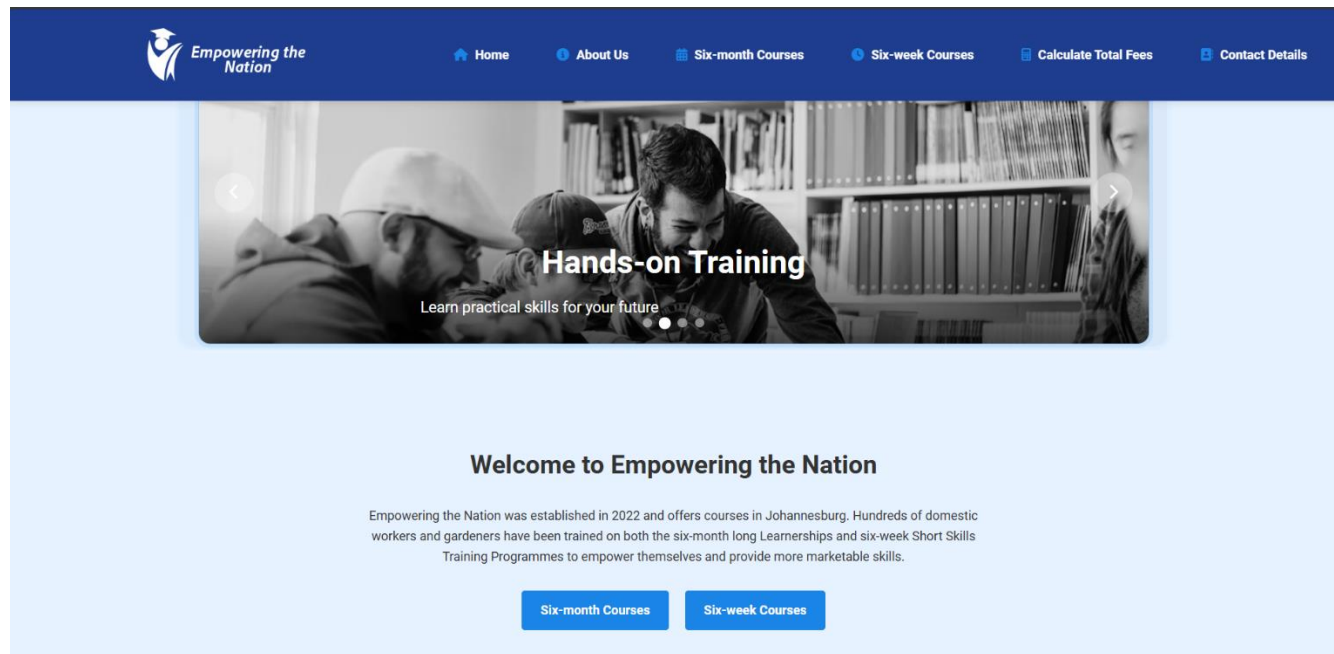 Empowering the
Nation
Home
About Us
Six-month Courses
Six-week Courses
Calculate Total Fees
Contact Details
Hands-on Training
Learn practical skills for your future
Welcome to Empowering the Nation
Empowering the Nation was established in 2022 and offers courses in Johannesburg. Hundreds of domestic
workers and gardeners have been trained on both the six-month long Learnerships and six-week Short Skills
Training Programmes to empower themselves and provide more marketable skills.
Six-month Courses
Six-week Courses